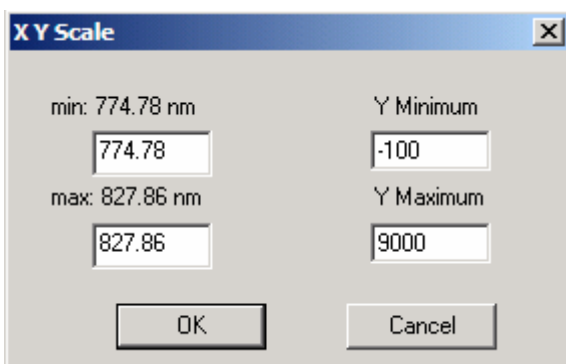 X Y Scale
min: 774.78 nm
Y Minimum
774.78
-100
max: 827.86 nm
Y Maximum
827.86
9000
OK
Cancel